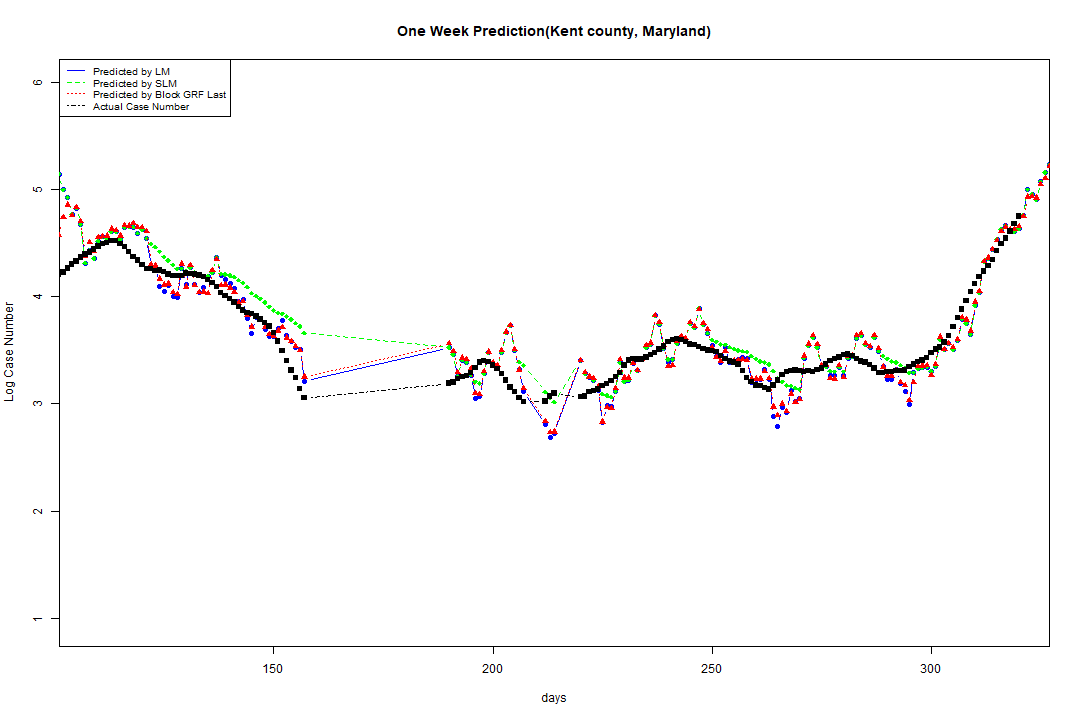 One Week Prediction(Kent county, Maryland)
Predicted by LM
Predicted by SLM
Predicted by Block GRF Last
Actual Case Number
6
5
4
3
2
1
Log Case Number
150 200 250 300
days